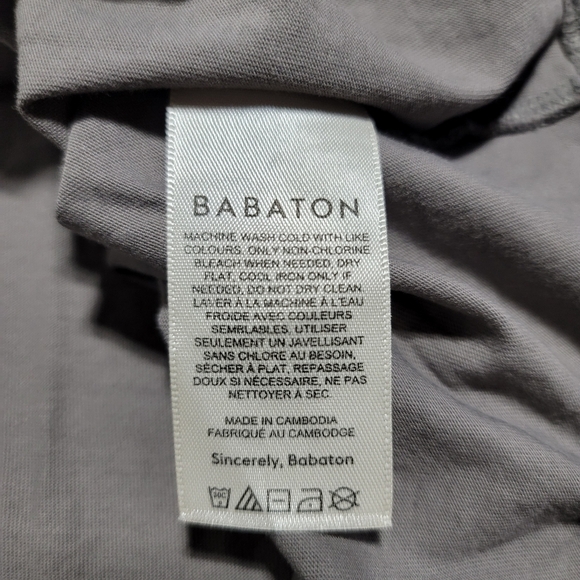 BABATON
MACHINE WASH COLD WITH LIKE
COLOURS, ONLY NON-CHLORINE
BLEACH WHEN NEEDED, DRY
FLAT, COOL IRON ONLY IF
NEEDED, DO NOT DRY CLEAN.
LAVER À LA MACHINE À L'EAU
FROIDE AVEC COULEURS
SEMBLABLES, UTILISER
SEULEMENT UN JAVELLISANT
SANS CHLORE AU BESOIN,
SÉCHER À PLAT, REPASSAGE
DOUX SI NÉCESSAIRE, NE PAS
NETTOYER À SEC.
MADE IN CAMBODIA
FABRIQUÉ AU CAMBODGE
Sincerely, Babaton
30C